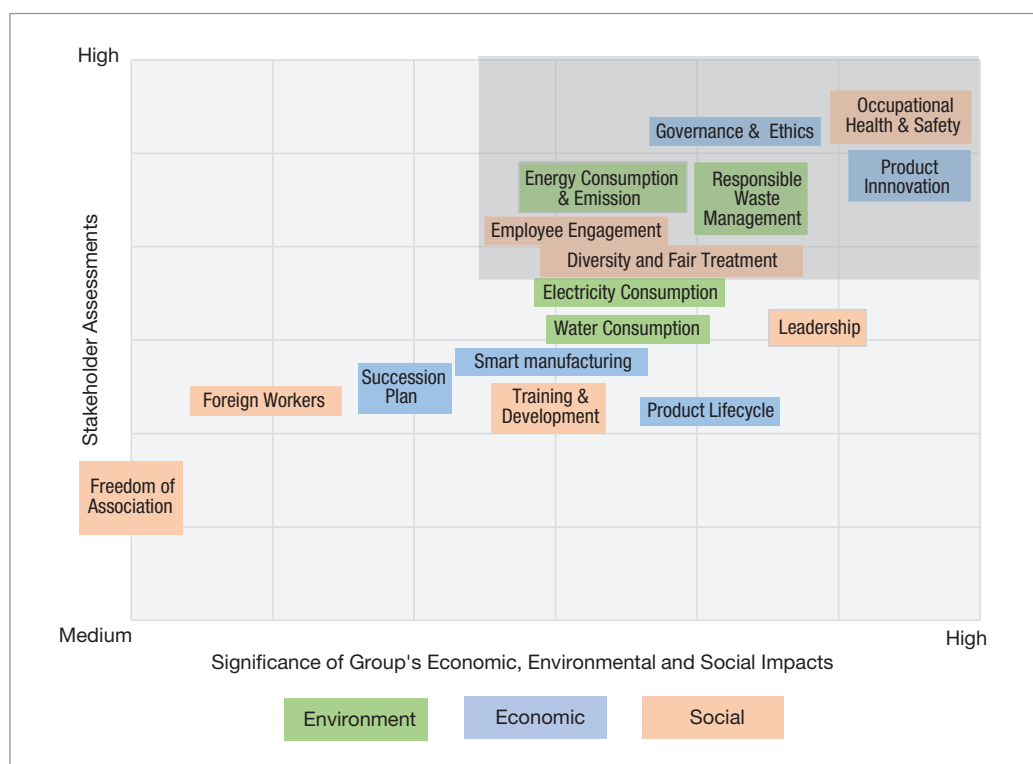 High
Occupational
Health & Safety
Governance & Ethics
Product
Innnovation
Energy Consumption
& Emission
Responsible
Waste
Management
Employee Engagement
Diversity and Fair Treatment
Electricity Consumption
Water Consumption
Leadership
Smart manufacturing
Succession
Plan
Training &
Development
Foreign Workers
Product Lifecycle
Freedom of
Association
Stakeholder Assessments
Medium
High
Significance of Group's Economic, Environmental and Social Impacts
Environment
Economic
Social